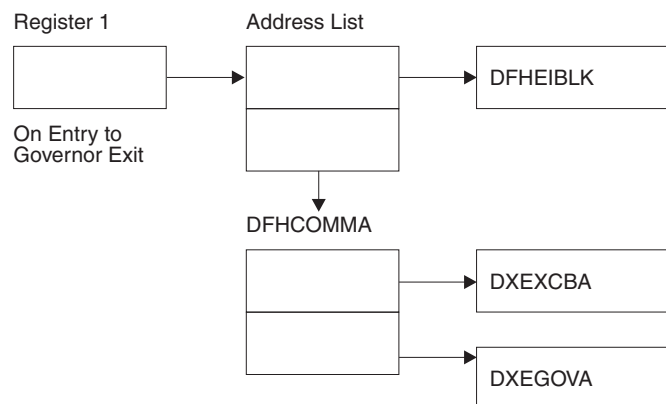 Register 1
Address List
DFHEIBLK
On Entry to
Governor Exit
DFHCOMMA
DXEXCBA
DXEGOVA